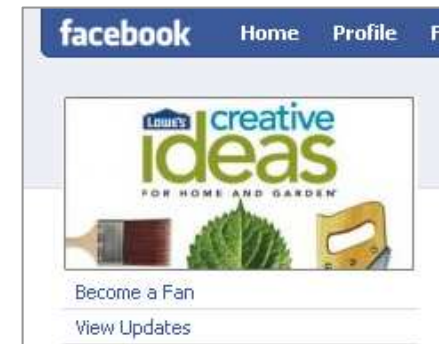 facebook Home Profile F
LOWE'S creative
ideas
FOR HOME AND GARDEN
Become a Fan
View Updates